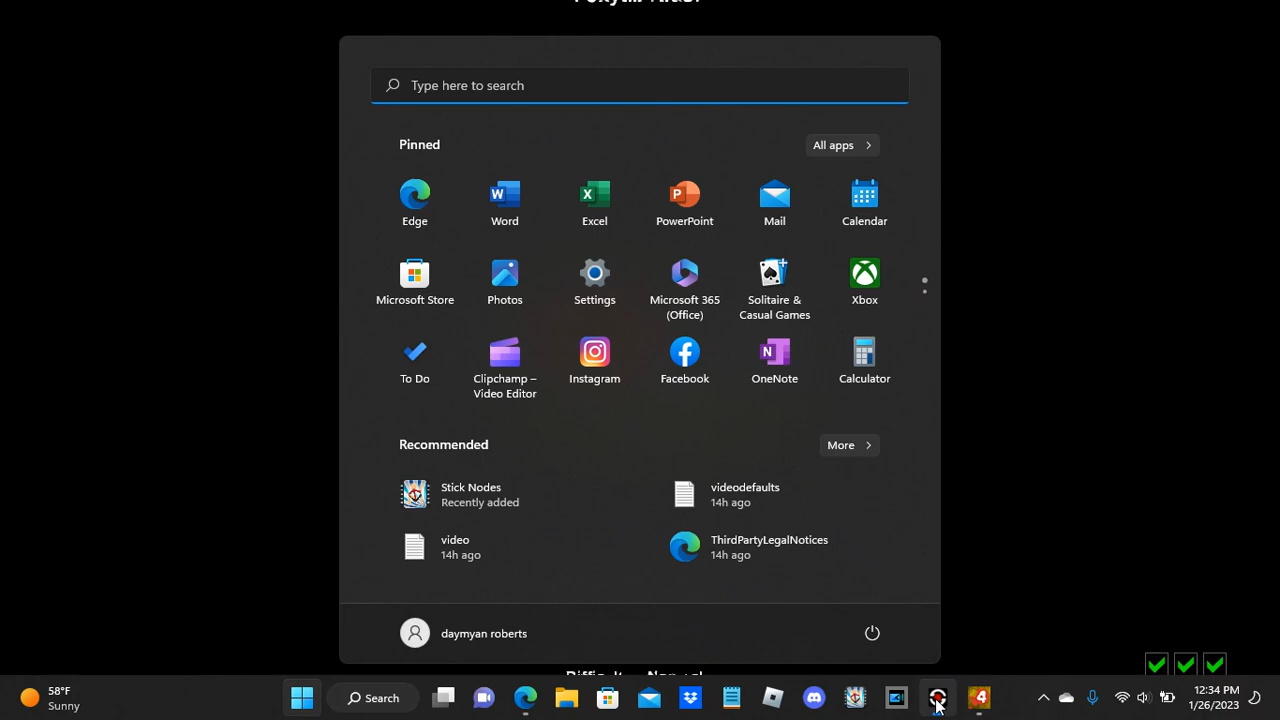 Type here to search
Pinned
All apps
Edge
Word
Excel
PowerPoint
Mail
Calendar
Microsoft Store
Photos
Settings
Microsoft 365
(Office)
Solitaire &
Casual Games
Xbox
To Do
Clipchamp –
Video Editor
Instagram
Facebook
OneNote
Calculator
Recommended
More
Stick Nodes
Recently added
videodefaults
14h ago
video
14h ago
ThirdPartyLegalNotices
14h ago
daymyan roberts
58°F
Sunny
Search
4
12:34 PM
1/26/2023